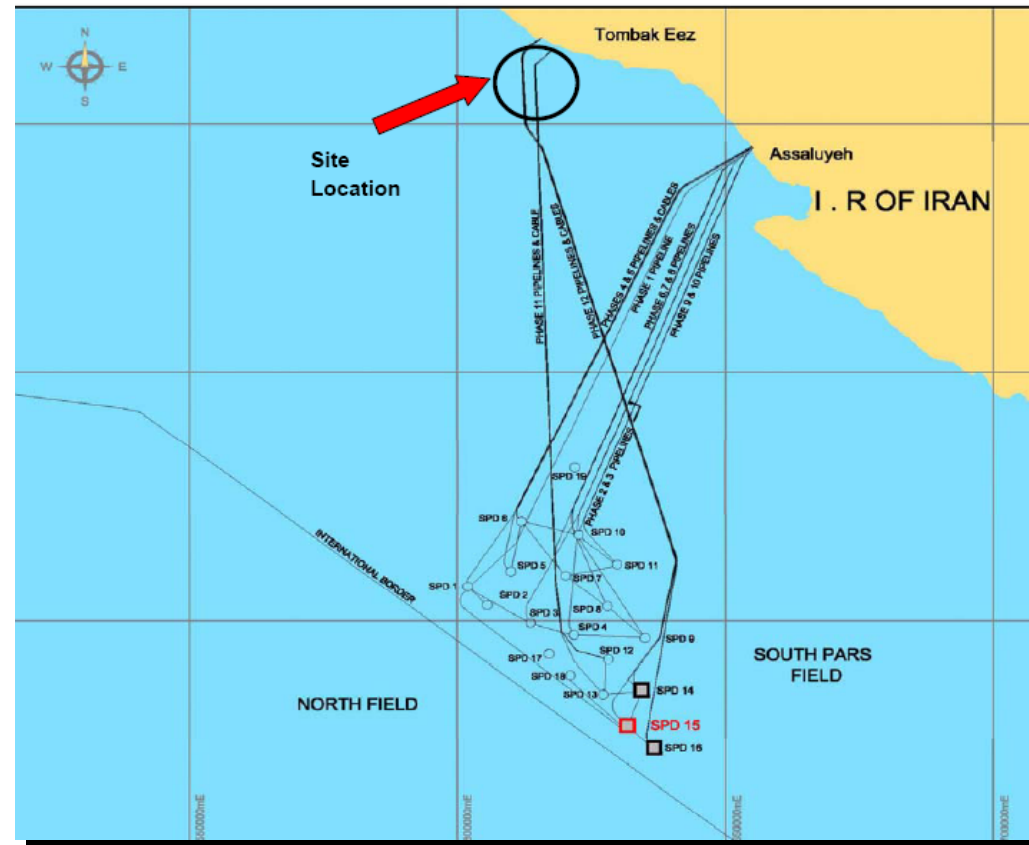 N
W
E
S
Tombak Eez
Site
Location
Assaluyeh
I . R OF IRAN
PHASE 11 PIPELINES & CABLE
PHASE 12 PIPELINES & CABLES
PHASES 4 & 5 PIPELINES & CABLES
PHASE 1 PIPELINE
PHASE 6,7 & 8 PIPELINES
PHASE 9 & 10 PIPELINES
PHASE 2 & 3 PIPELINES
INTERNATIONAL BORDER
SPD 19
SPD 6
SPD 10
SPD 5
SPD 7
SPD 11
SPD 1
SPD 2
SPD 8
SPD 3
SPD 4
SPD 9
SPD 17
SPD 12
SPD 18
SPD 13
SPD 14
SPD 15
SPD 16
SOUTH PARS
FIELD
NORTH FIELD